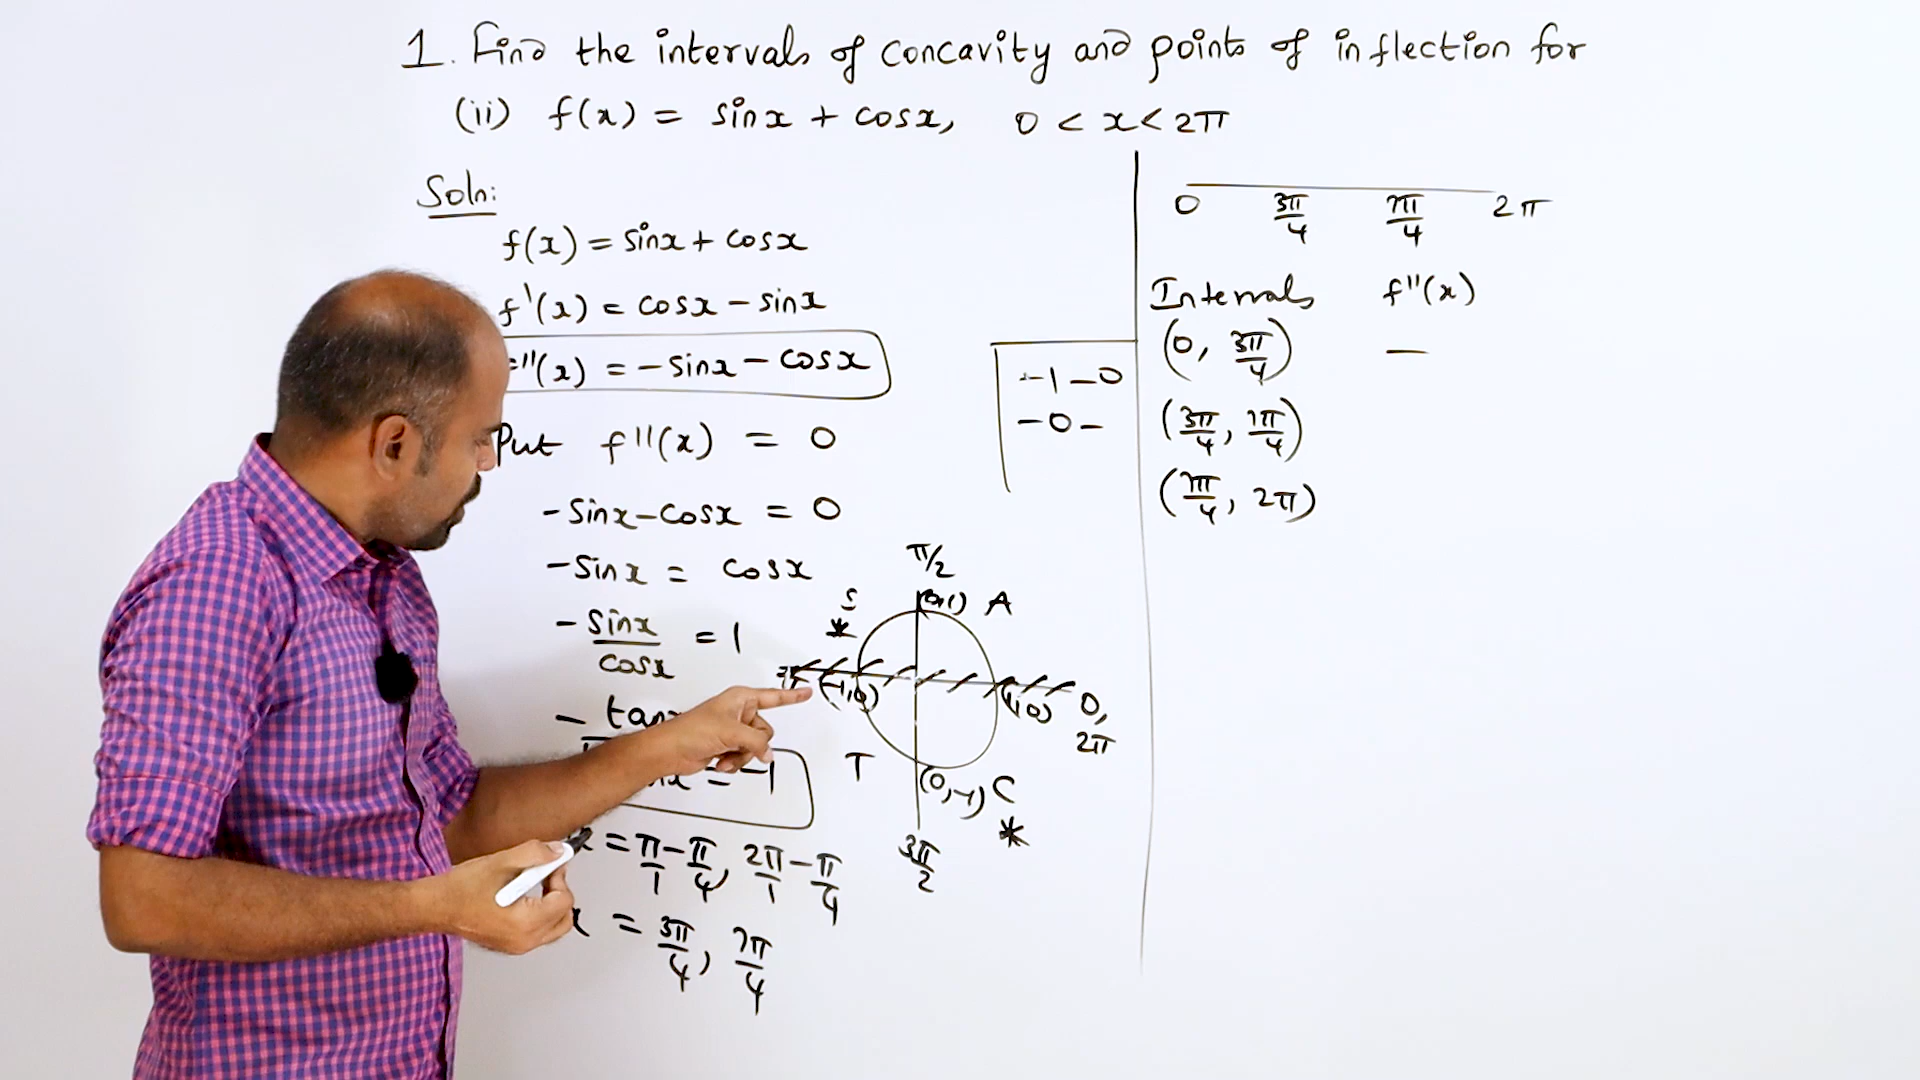 1. Find the intervals of concavity and points of inflection for
(ii) f(x) = sinx + cosx, 0 < x < 2π
Soln:
f(x) = sinx + cosx
f'(x) = cosx - sinx
f''(x) = -sinx - cosx
Put f''(x) = 0
-sinx - cosx = 0
-sinx = cosx
- sinx/cosx = 1
- tanx
= -1
x = π/1 - π/4, 2π/1 - π/4
x = 3π/4, 7π/4
π/2
S (0,1) A
*
π (-1,0) (1,0) 0, 2π
T (0,-1) C
*
3π/2
-1-0
-0-
0 3π/4 7π/4 2π
Intervals f''(x)
(0, 3π/4) —
(3π/4, 7π/4)
(7π/4, 2π)